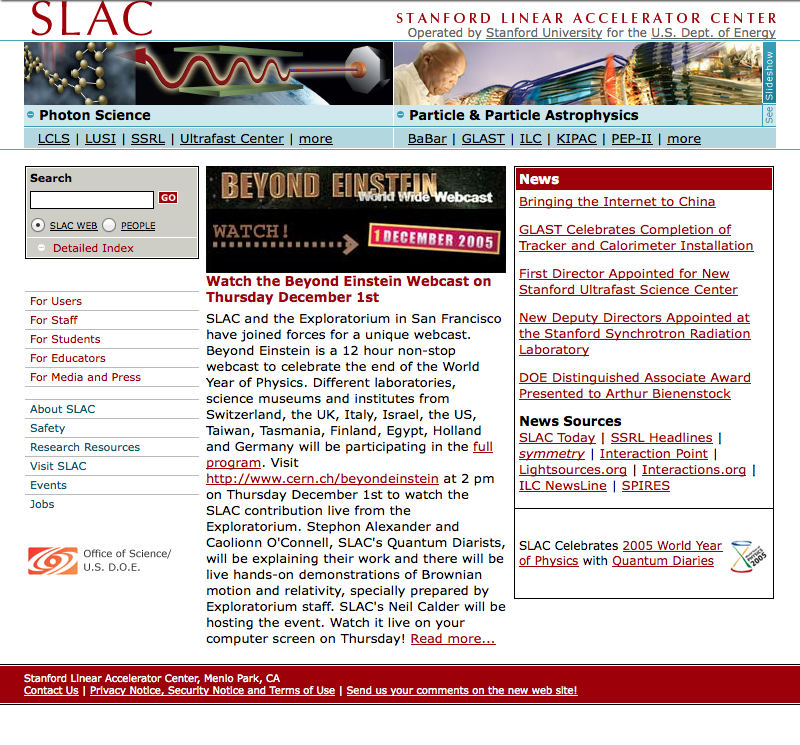 SLAC
STANFORD LINEAR ACCELERATOR CENTER
Operated by Stanford University for the U.S. Dept. of Energy
See Slideshow
Photon Science
LCLS | LUSI | SSRL | Ultrafast Center | more
Particle & Particle Astrophysics
BaBar | GLAST | ILC | KIPAC | PEP-II | more
Search
GO
SLAC WEB PEOPLE
Detailed Index
For Users
For Staff
For Students
For Educators
For Media and Press
About SLAC
Safety
Research Resources
Visit SLAC
Events
Jobs
Office of Science/
U.S. D.O.E.
BEYOND EINSTEIN
World Wide Webcast
WATCH!
1 DECEMBER 2005
Watch the Beyond Einstein Webcast on
Thursday December 1st
SLAC and the Exploratorium in San Francisco
have joined forces for a unique webcast.
Beyond Einstein is a 12 hour non-stop
webcast to celebrate the end of the World
Year of Physics. Different laboratories,
science museums and institutes from
Switzerland, the UK, Italy, Israel, the US,
Taiwan, Tasmania, Finland, Egypt, Holland
and Germany will be participating in the full
program. Visit
http://www.cern.ch/beyondeinstein at 2 pm
on Thursday December 1st to watch the
SLAC contribution live from the
Exploratorium. Stephon Alexander and
Caolionn O'Connell, SLAC's Quantum Diarists,
will be explaining their work and there will be
live hands-on demonstrations of Brownian
motion and relativity, specially prepared by
Exploratorium staff. SLAC's Neil Calder will be
hosting the event. Watch it live on your
computer screen on Thursday! Read more...
News
Bringing the Internet to China
GLAST Celebrates Completion of
Tracker and Calorimeter Installation
First Director Appointed for New
Stanford Ultrafast Science Center
New Deputy Directors Appointed at
the Stanford Synchrotron Radiation
Laboratory
DOE Distinguished Associate Award
Presented to Arthur Bienenstock
News Sources
SLAC Today | SSRL Headlines |
symmetry | Interaction Point |
Lightsources.org | Interactions.org |
ILC NewsLine | SPIRES
SLAC Celebrates 2005 World Year
of Physics with Quantum Diaries
Stanford Linear Accelerator Center, Menlo Park, CA
Contact Us | Privacy Notice, Security Notice and Terms of Use | Send us your comments on the new web site!